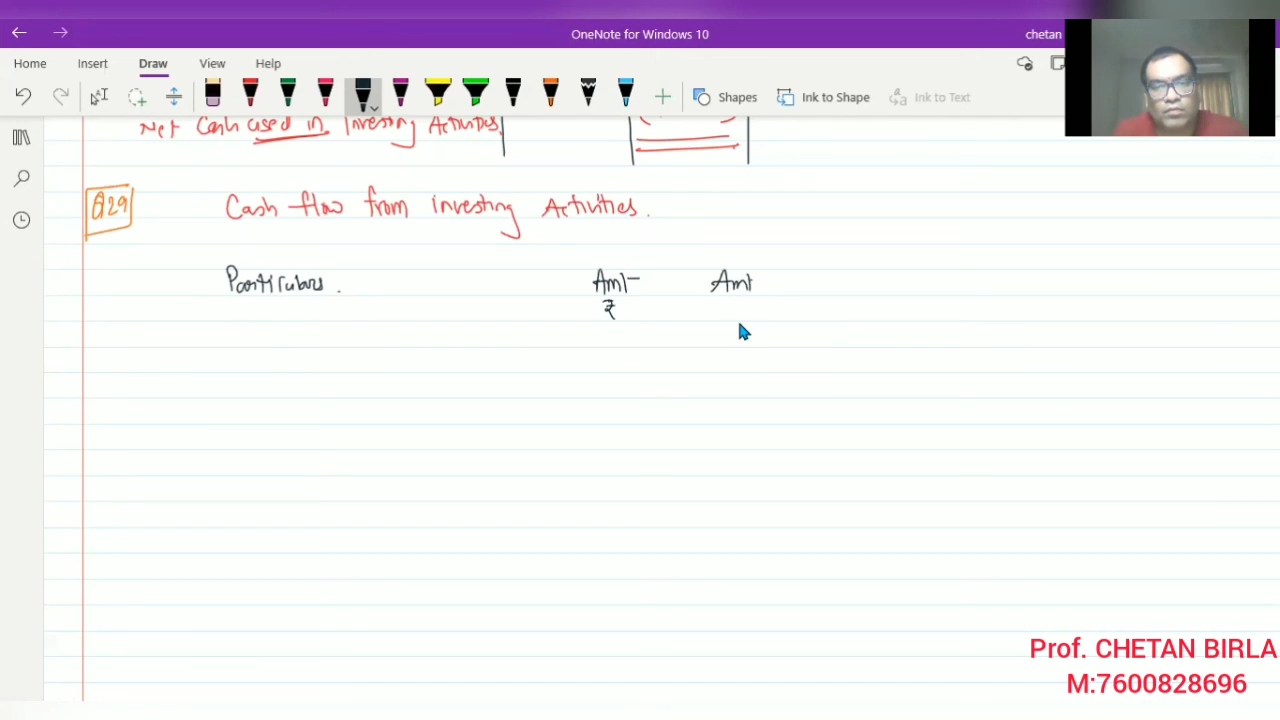 OneNote for Windows 10
chetan
Home Insert Draw View Help
Shapes Ink to Shape Ink to Text
Net Cash used in Investing Activities.
Q29 Cash flow from investing Activities.
Particulars. Amt Amt
₹
Prof. CHETAN BIRLA
M:7600828696